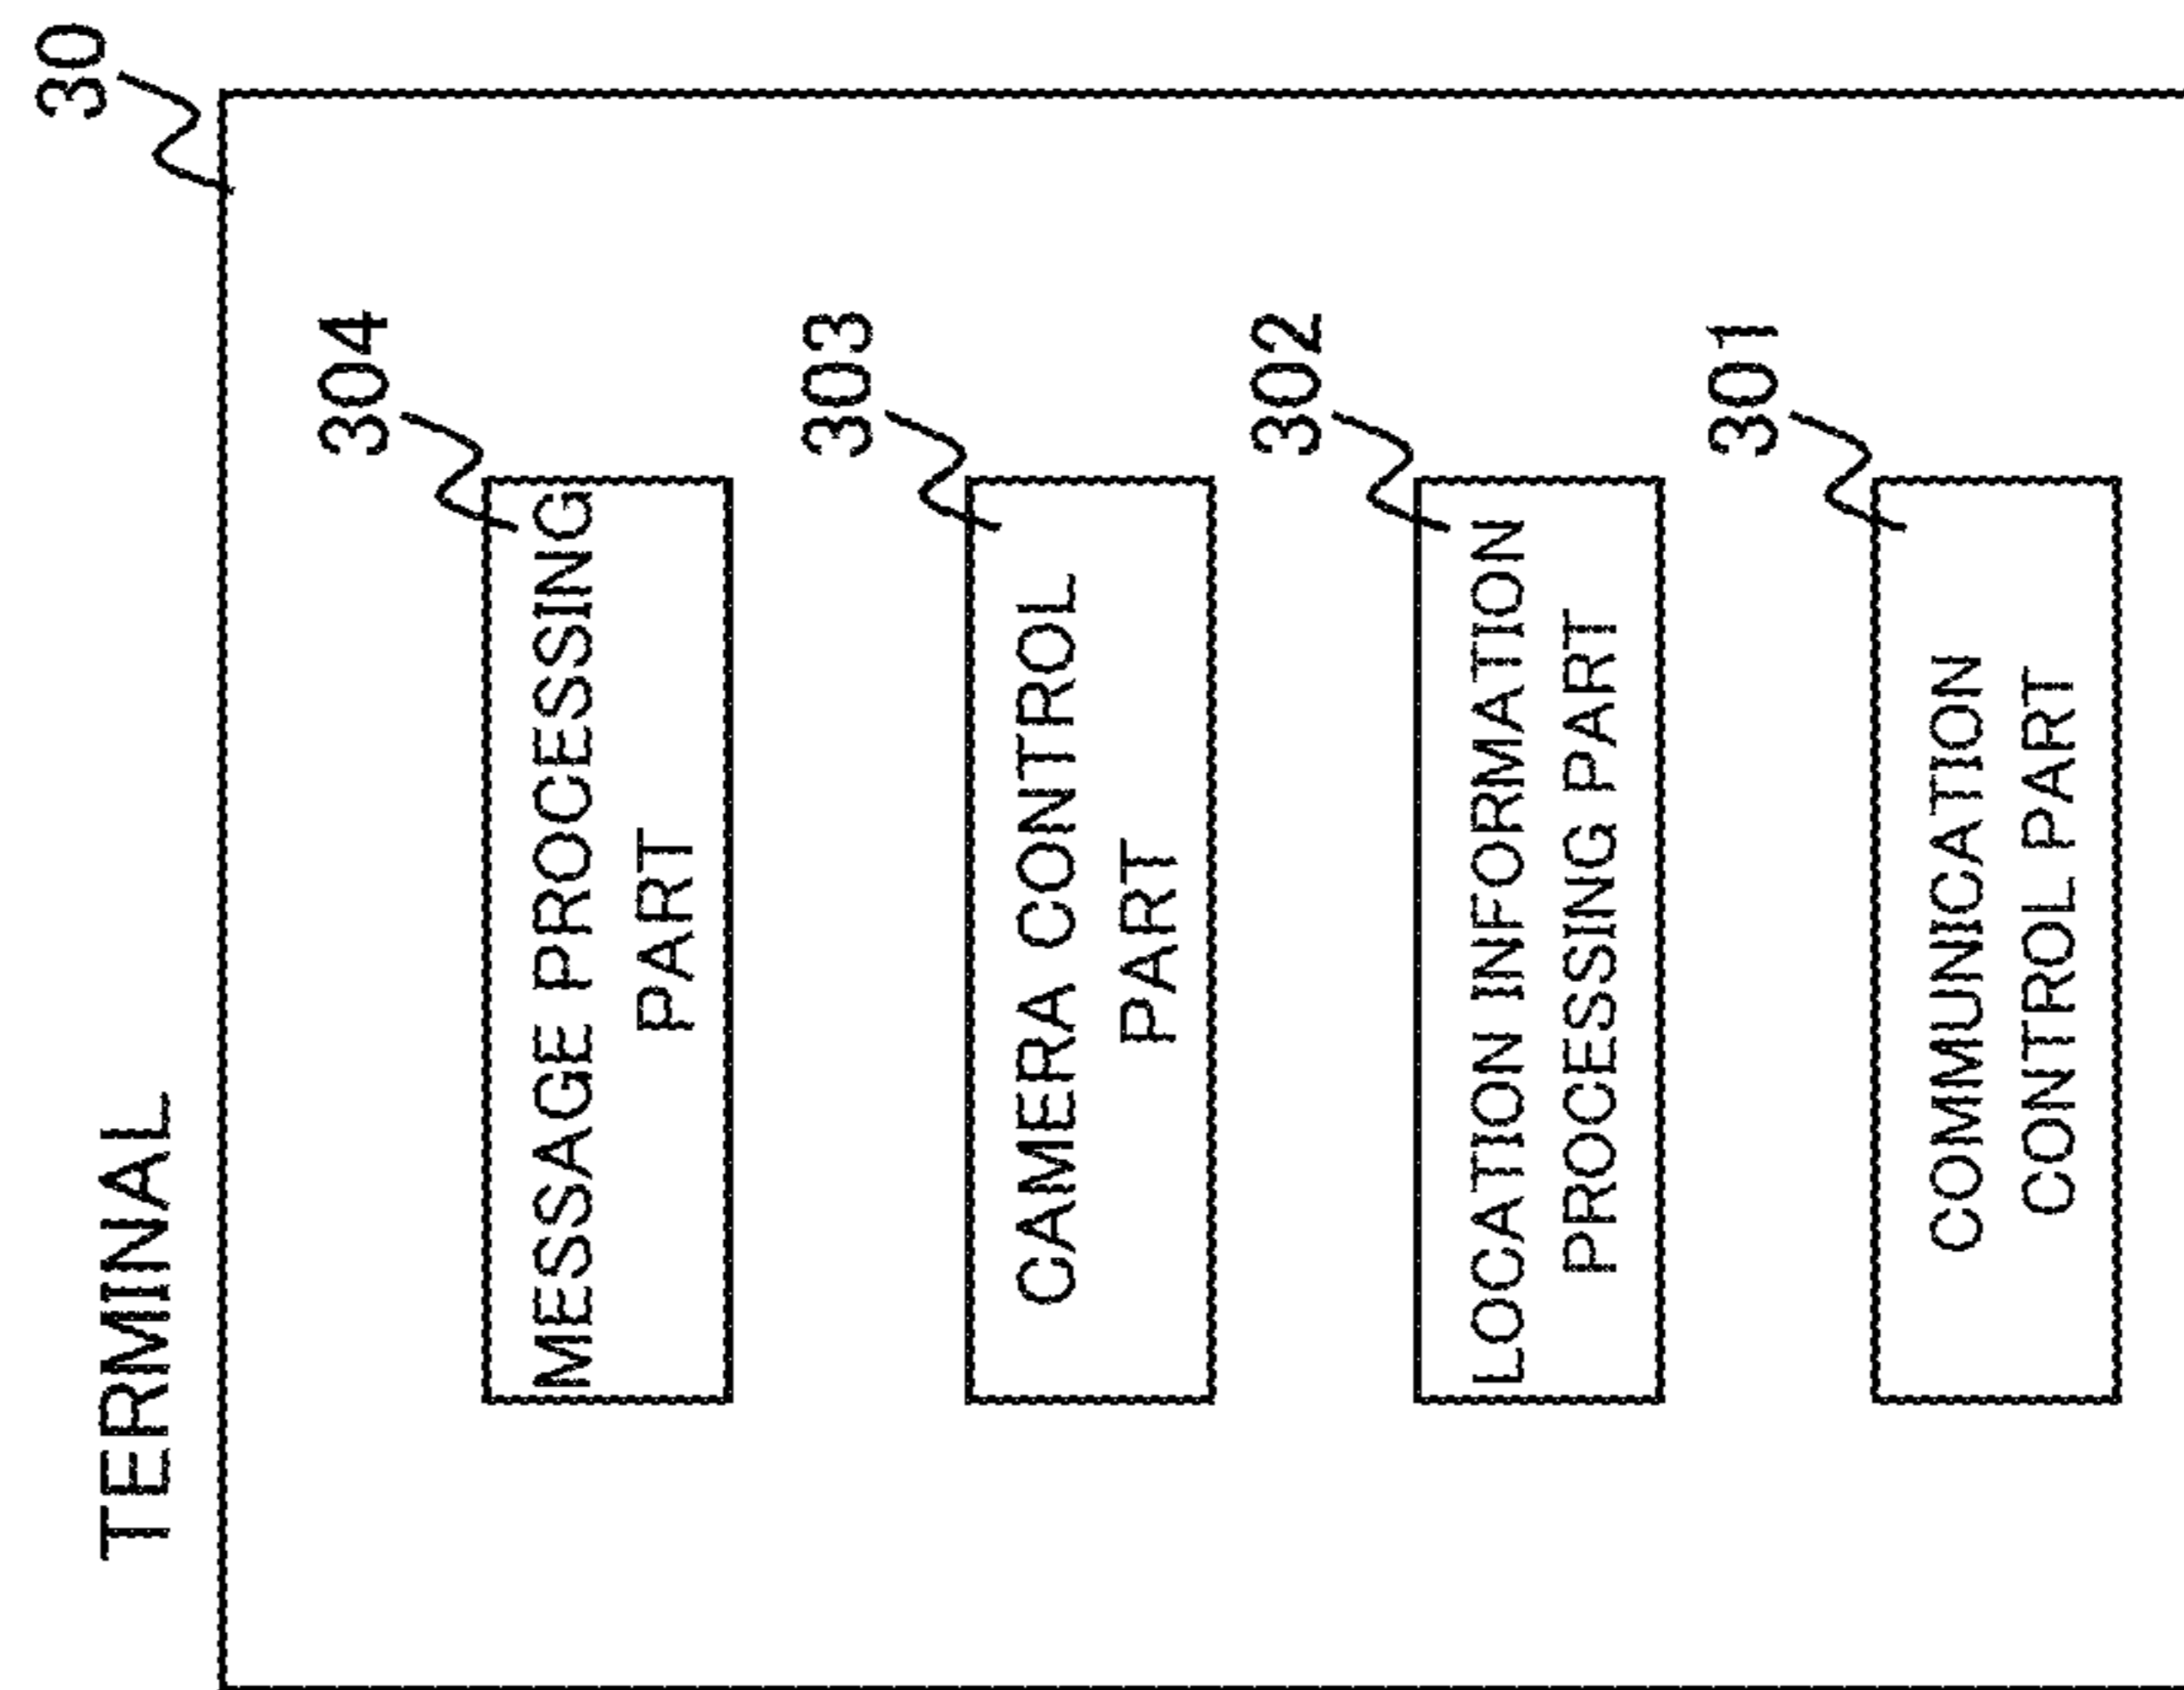 TERMINAL
30
304
MESSAGE PROCESSING
PART
303
CAMERA CONTROL
PART
302
LOCATION INFORMATION
PROCESSING PART
301
COMMUNICATION
CONTROL PART